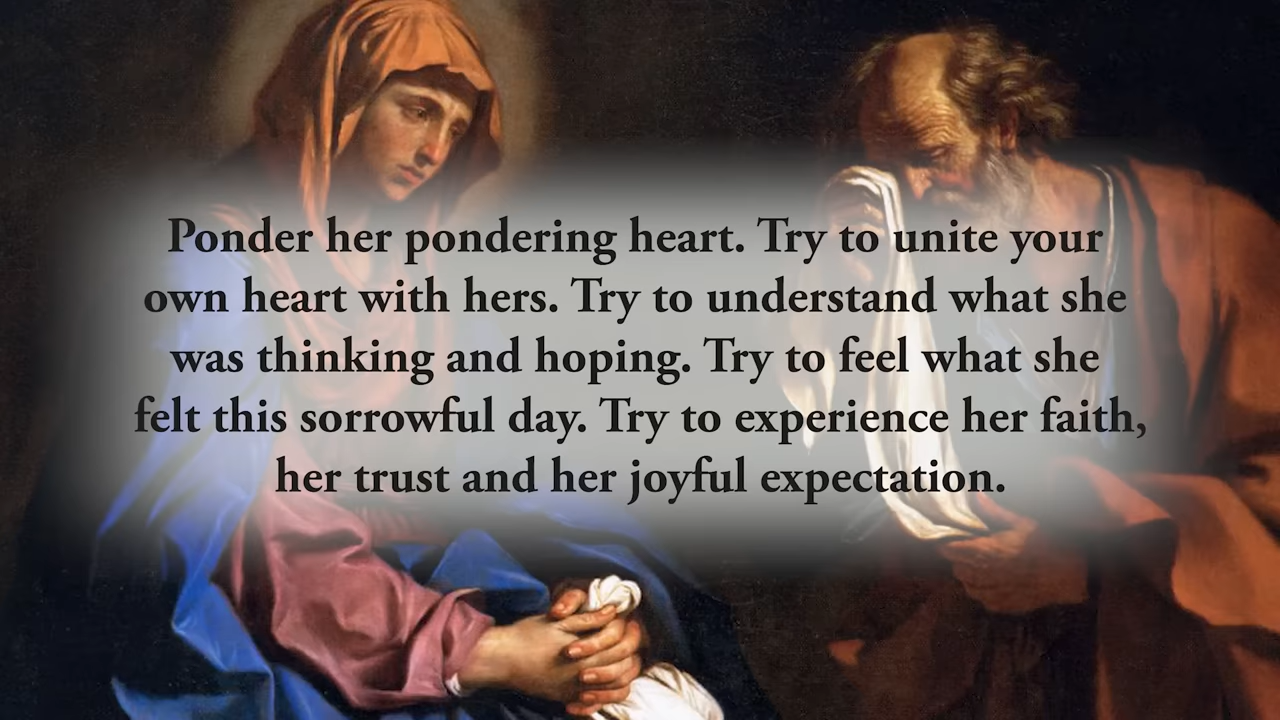 Ponder her pondering heart. Try to unite your
own heart with hers. Try to understand what she
was thinking and hoping. Try to feel what she
felt this sorrowful day. Try to experience her faith,
her trust and her joyful expectation.